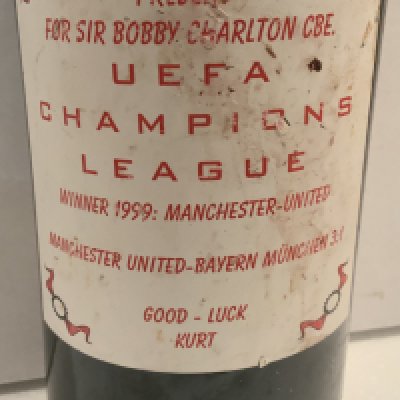 FØR SIR BOBBY CHARLTON CBE.
UEFA
CHAMPIONS
LEAGUE
WINNER 1999: MANCHESTER-UNITED
MANCHESTER UNITED-BAYERN MÜNCHEN 3:1
GOOD - LUCK
KURT